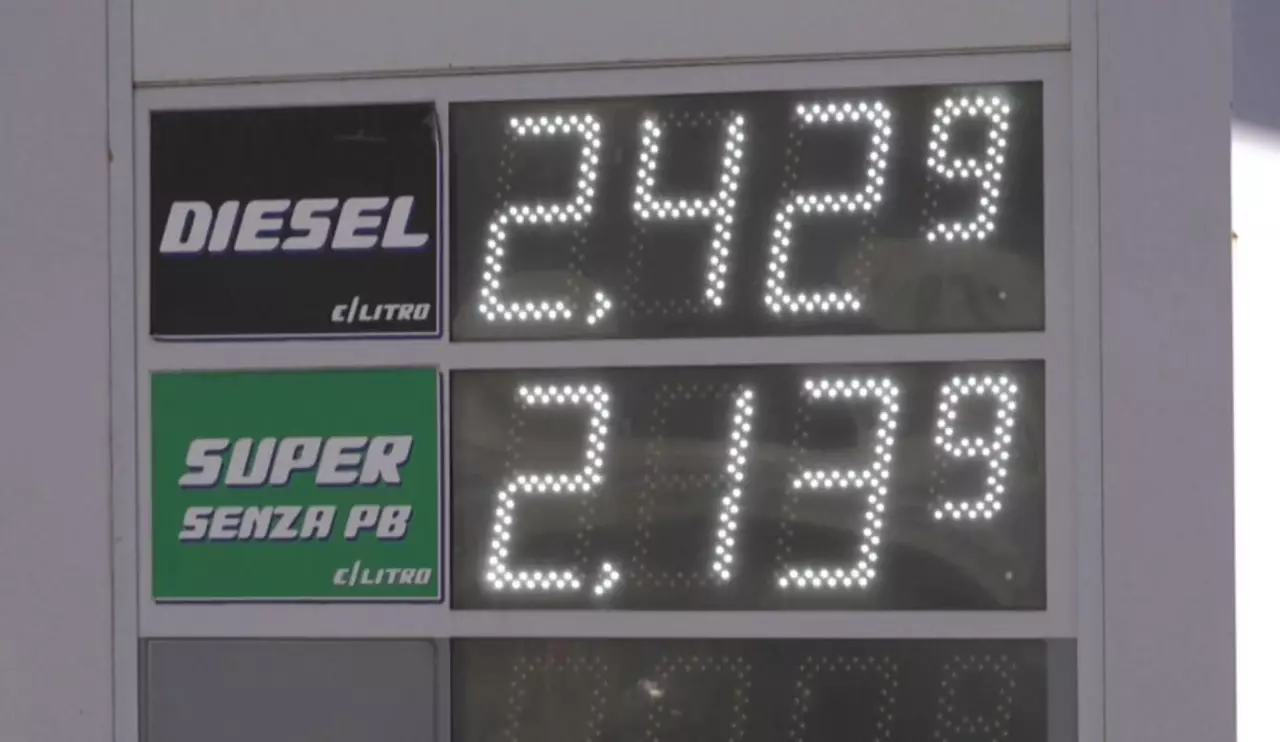 DIESEL
2,429
€/LITRO
SUPER
2,139
SENZA PB
€/LITRO